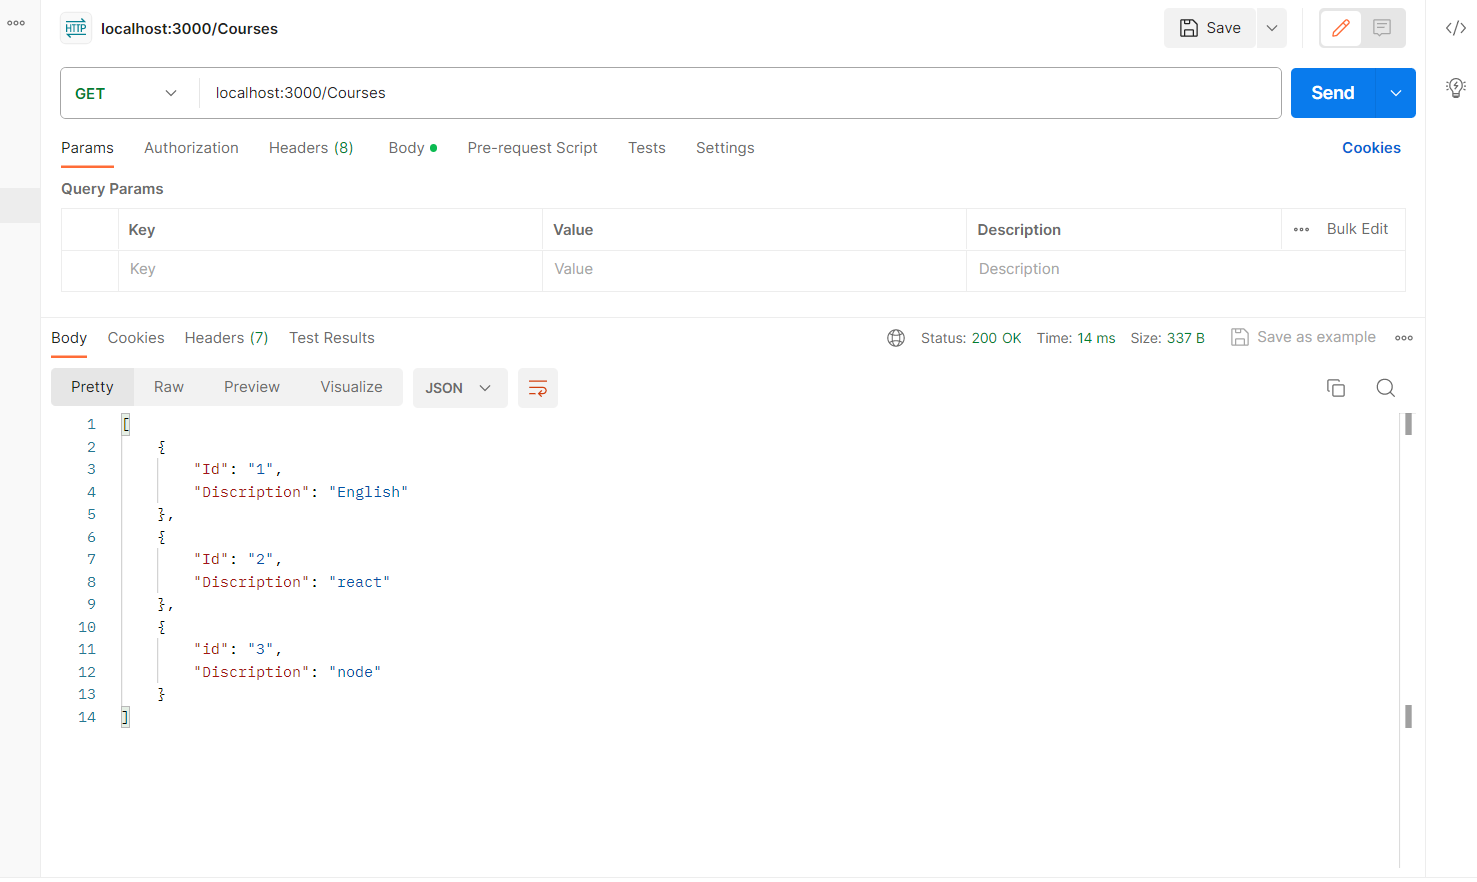 HTTP localhost:3000/Courses Save
GET localhost:3000/Courses Send
Params Authorization Headers (8) Body Pre-request Script Tests Settings Cookies
Query Params
Key Value Description Bulk Edit
Key Value Description
Body Cookies Headers (7) Test Results Status: 200 OK Time: 14 ms Size: 337 B Save as example
Pretty Raw Preview Visualize JSON
1 [
2 {
3 "Id": "1",
4 "Discription": "English"
5 },
6 {
7 "Id": "2",
8 "Discription": "react"
9 },
10 {
11 "id": "3",
12 "Discription": "node"
13 }
14 ]